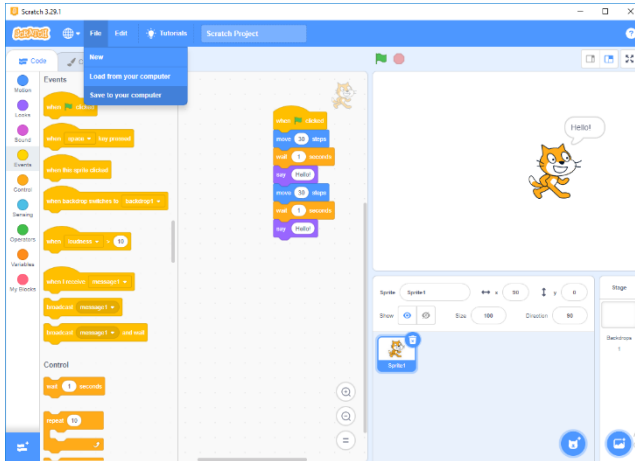 Scratch 3.29.1
SCRATCH File Edit Tutorials Scratch Project
New
Load from your computer
Save to your computer
Code
Motion
Looks
Sound
Events
Control
Sensing
Operators
Variables
My Blocks
Events
when clicked
when space key pressed
when this sprite clicked
when backdrop switches to backdrop1
when loudness > 10
when I receive message1
broadcast message1
broadcast message1 and wait
Control
wait 1 seconds
repeat 10
when clicked
move 30 steps
wait 1 seconds
say Hello!
move 30 steps
wait 1 seconds
say Hello!
Hello!
Sprite Sprite1 x y 0
Show Size 100 Direction 90
Sprite1
Stage
Backdrops
1